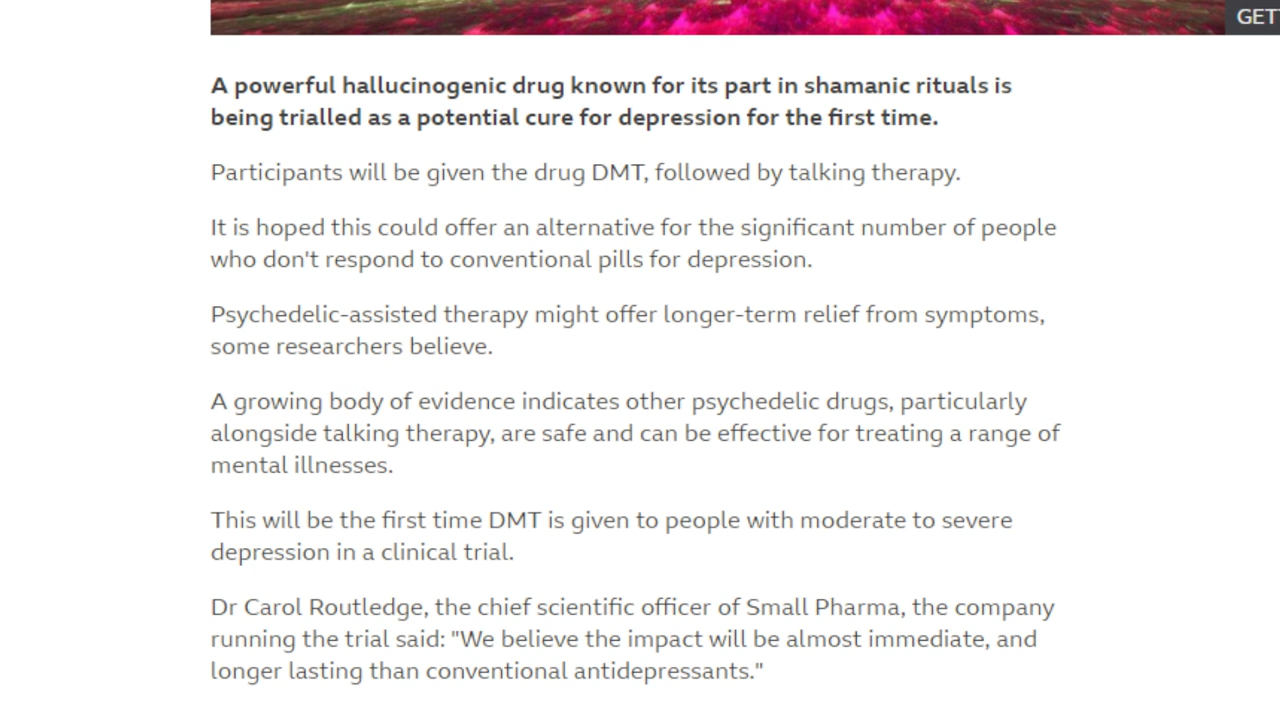 GET
A powerful hallucinogenic drug known for its part in shamanic rituals is
being trialled as a potential cure for depression for the first time.
Participants will be given the drug DMT, followed by talking therapy.
It is hoped this could offer an alternative for the significant number of people
who don't respond to conventional pills for depression.
Psychedelic-assisted therapy might offer longer-term relief from symptoms,
some researchers believe.
A growing body of evidence indicates other psychedelic drugs, particularly
alongside talking therapy, are safe and can be effective for treating a range of
mental illnesses.
This will be the first time DMT is given to people with moderate to severe
depression in a clinical trial.
Dr Carol Routledge, the chief scientific officer of Small Pharma, the company
running the trial said: "We believe the impact will be almost immediate, and
longer lasting than conventional antidepressants."